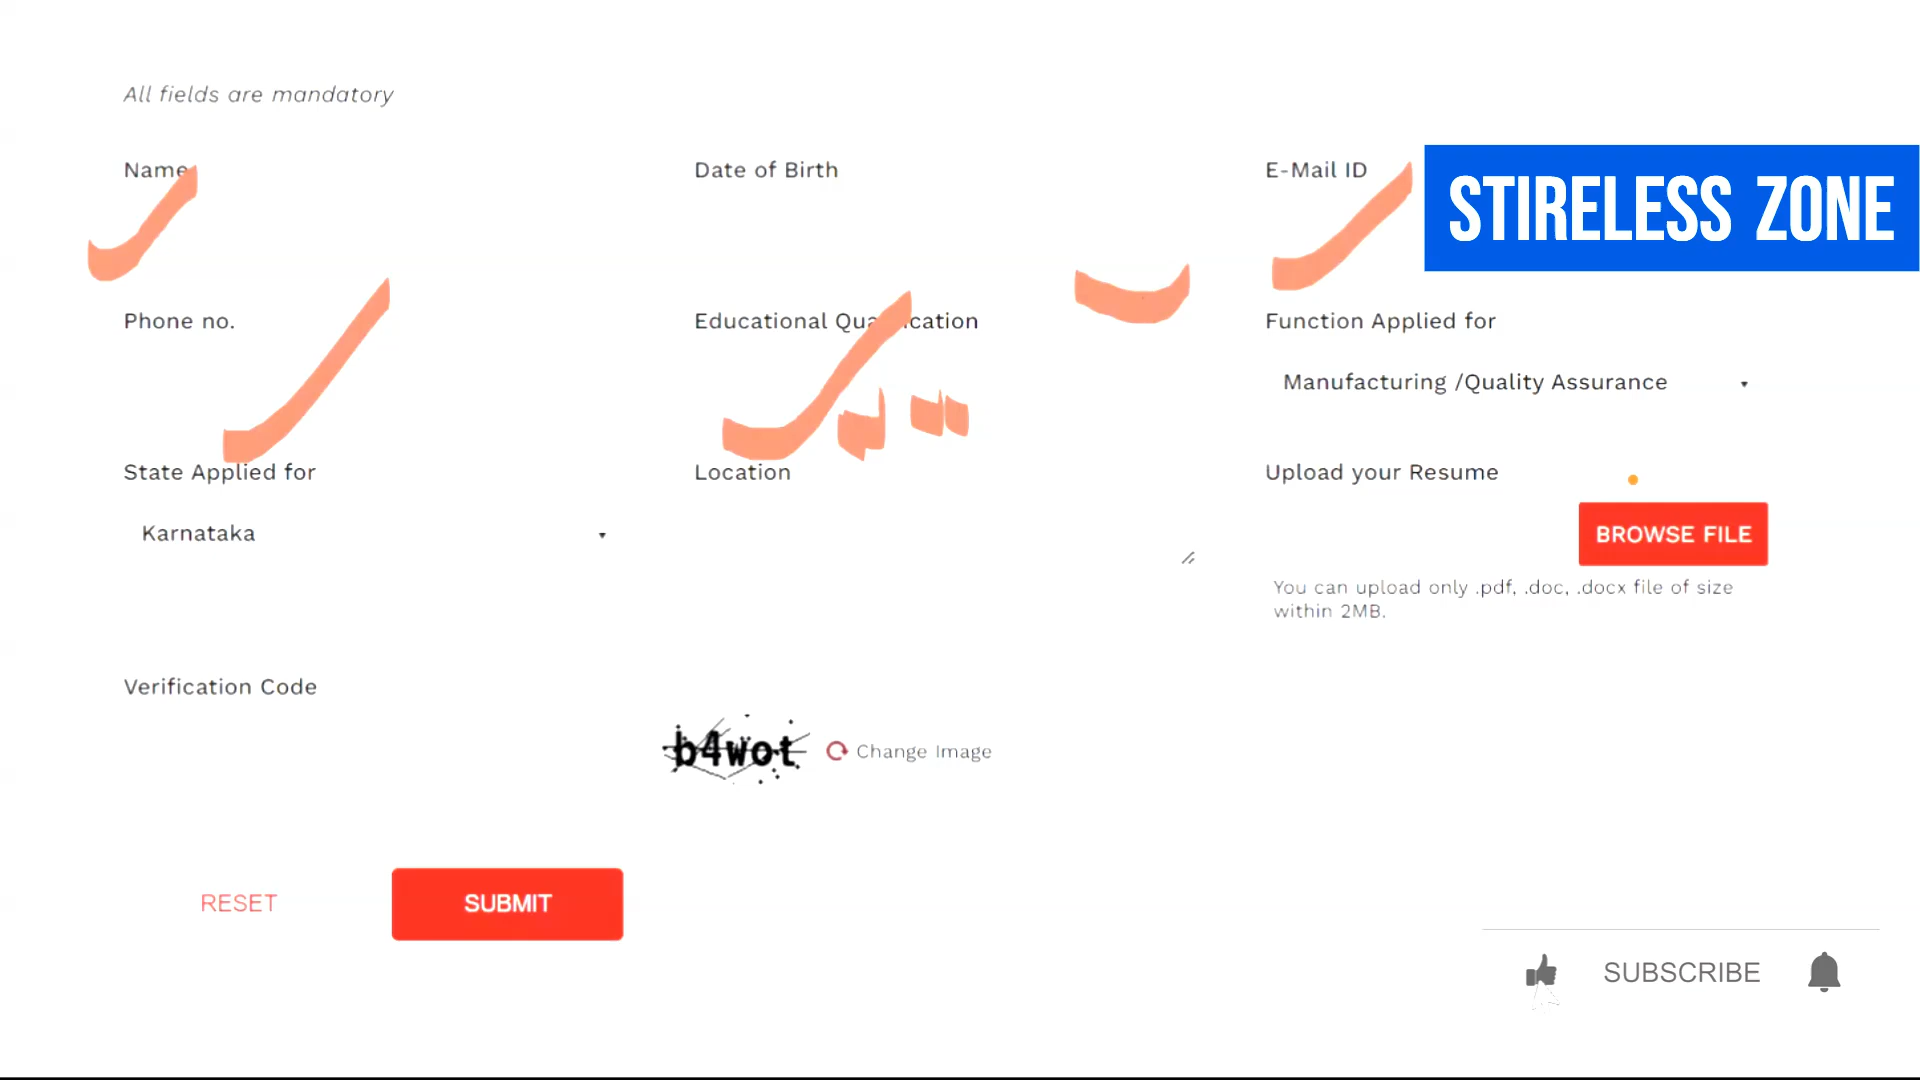 All fields are mandatory
Name
Date of Birth
E-Mail ID
STIRELESS ZONE
Phone no.
Educational Qualification
Function Applied for
Manufacturing /Quality Assurance
State Applied for
Location
Upload your Resume
Karnataka
BROWSE FILE
You can upload only .pdf, .doc, .docx file of size
within 2MB.
Verification Code
b4wot
Change Image
RESET
SUBMIT
SUBSCRIBE